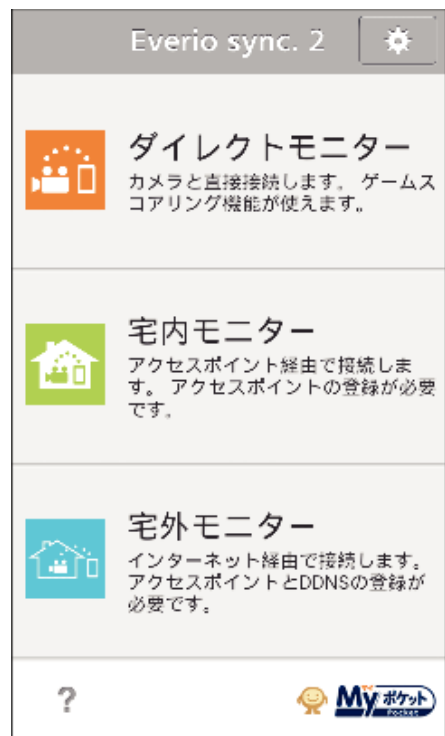 Everio sync. 2
ダイレクトモニター
カメラと直接接続します。 ゲームス
コアリング機能が使えます。
宅内モニター
アクセスポイント経由で接続しま
す。 アクセスポイントの登録が必要
です。
宅外モニター
インターネット経由で接続します。
アクセスポイントとDDNSの登録が
必要です。
?
マイ
My ポケット
Pocket